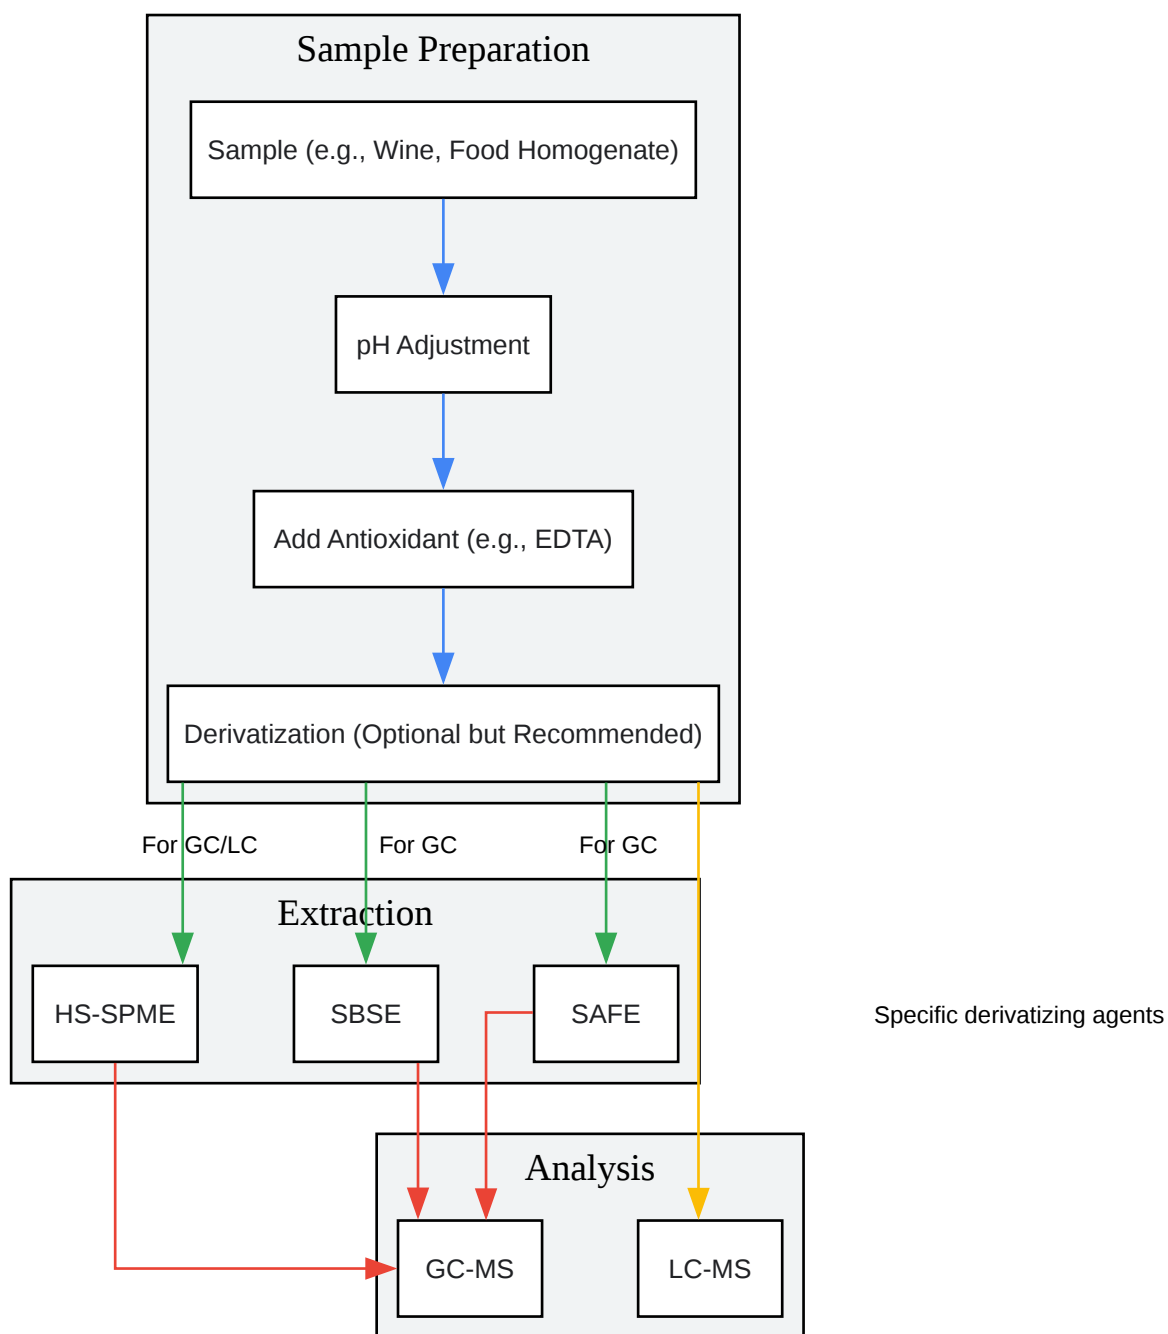 Sample Preparation
Sample (e.g., Wine, Food Homogenate)
pH Adjustment
Add Antioxidant (e.g., EDTA)
Derivatization (Optional but Recommended)
For GC/LC
For GC
For GC
Extraction
HS-SPME
SBSE
SAFE
Specific derivatizing agents
Analysis
GC-MS
LC-MS